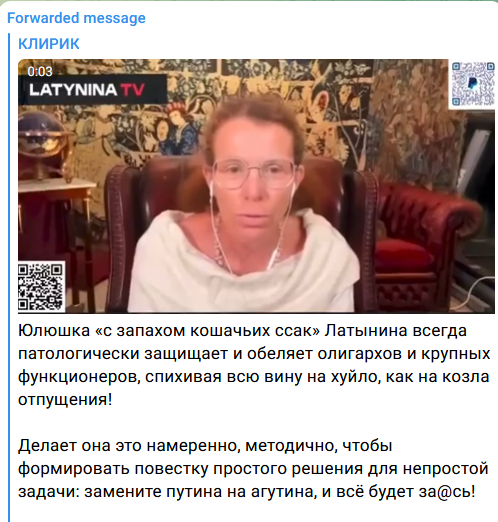 Forwarded message
КЛИРИК
0:03
LATYNINA TV
Юлюшка «с запахом кошачьих ссак» Латынина всегда
патологически защищает и обеляет олигархов и крупных
функционеров, спихивая всю вину на хуйло, как на козла
отпущения!
Делает она это намеренно, методично, чтобы
формировать повестку простого решения для непростой
задачи: замените путина на агутина, и всё будет за@сь!